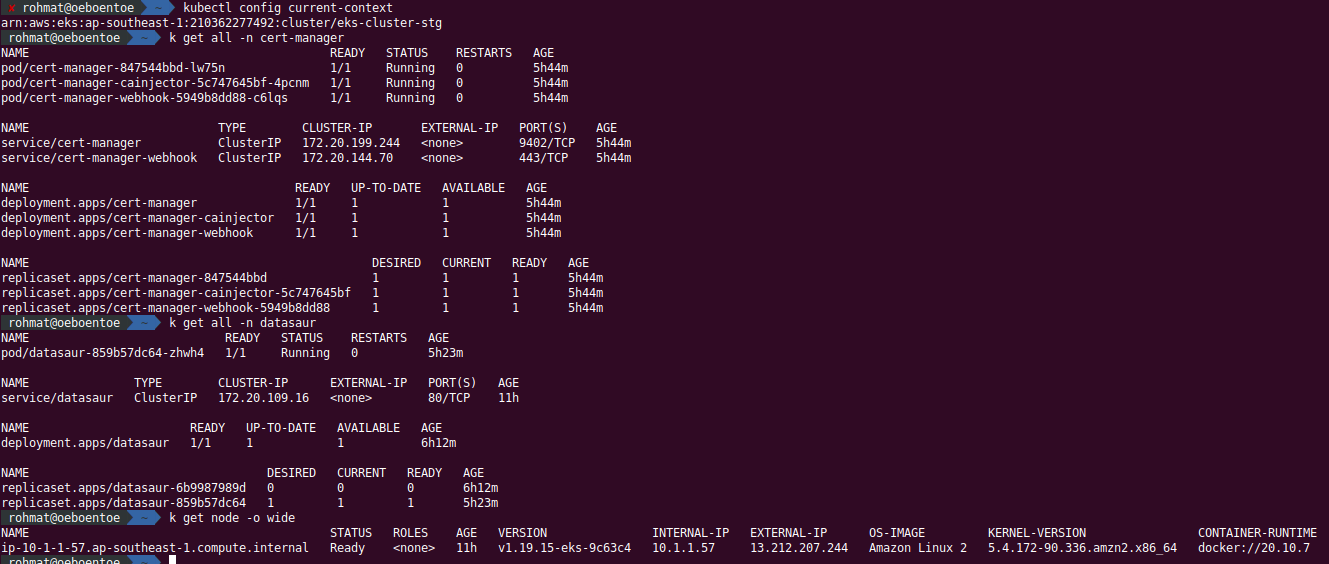 ✘ rohmat@oeboentoe ~ kubectl config current-context
arn:aws:eks:ap-southeast-1:210362277492:cluster/eks-cluster-stg
rohmat@oeboentoe ~ k get all -n cert-manager
NAME READY STATUS RESTARTS AGE
pod/cert-manager-847544bbd-lw75n 1/1 Running 0 5h44m
pod/cert-manager-cainjector-5c747645bf-4pcnm 1/1 Running 0 5h44m
pod/cert-manager-webhook-5949b8dd88-c6lqs 1/1 Running 0 5h44m
NAME TYPE CLUSTER-IP EXTERNAL-IP PORT(S) AGE
service/cert-manager ClusterIP 172.20.199.244 <none> 9402/TCP 5h44m
service/cert-manager-webhook ClusterIP 172.20.144.70 <none> 443/TCP 5h44m
NAME READY UP-TO-DATE AVAILABLE AGE
deployment.apps/cert-manager 1/1 1 1 5h44m
deployment.apps/cert-manager-cainjector 1/1 1 1 5h44m
deployment.apps/cert-manager-webhook 1/1 1 1 5h44m
NAME DESIRED CURRENT READY AGE
replicaset.apps/cert-manager-847544bbd 1 1 1 5h44m
replicaset.apps/cert-manager-cainjector-5c747645bf 1 1 1 5h44m
replicaset.apps/cert-manager-webhook-5949b8dd88 1 1 1 5h44m
rohmat@oeboentoe ~ k get all -n datasaur
NAME READY STATUS RESTARTS AGE
pod/datasaur-859b57dc64-zhwh4 1/1 Running 0 5h23m
NAME TYPE CLUSTER-IP EXTERNAL-IP PORT(S) AGE
service/datasaur ClusterIP 172.20.109.16 <none> 80/TCP 11h
NAME READY UP-TO-DATE AVAILABLE AGE
deployment.apps/datasaur 1/1 1 1 6h12m
NAME DESIRED CURRENT READY AGE
replicaset.apps/datasaur-6b9987989d 0 0 0 6h12m
replicaset.apps/datasaur-859b57dc64 1 1 1 5h23m
rohmat@oeboentoe ~ k get node -o wide
NAME STATUS ROLES AGE VERSION INTERNAL-IP EXTERNAL-IP OS-IMAGE KERNEL-VERSION CONTAINER-RUNTIME
ip-10-1-1-57.ap-southeast-1.compute.internal Ready <none> 11h v1.19.15-eks-9c63c4 10.1.1.57 13.212.207.244 Amazon Linux 2 5.4.172-90.336.amzn2.x86_64 docker://20.10.7
rohmat@oeboentoe ~